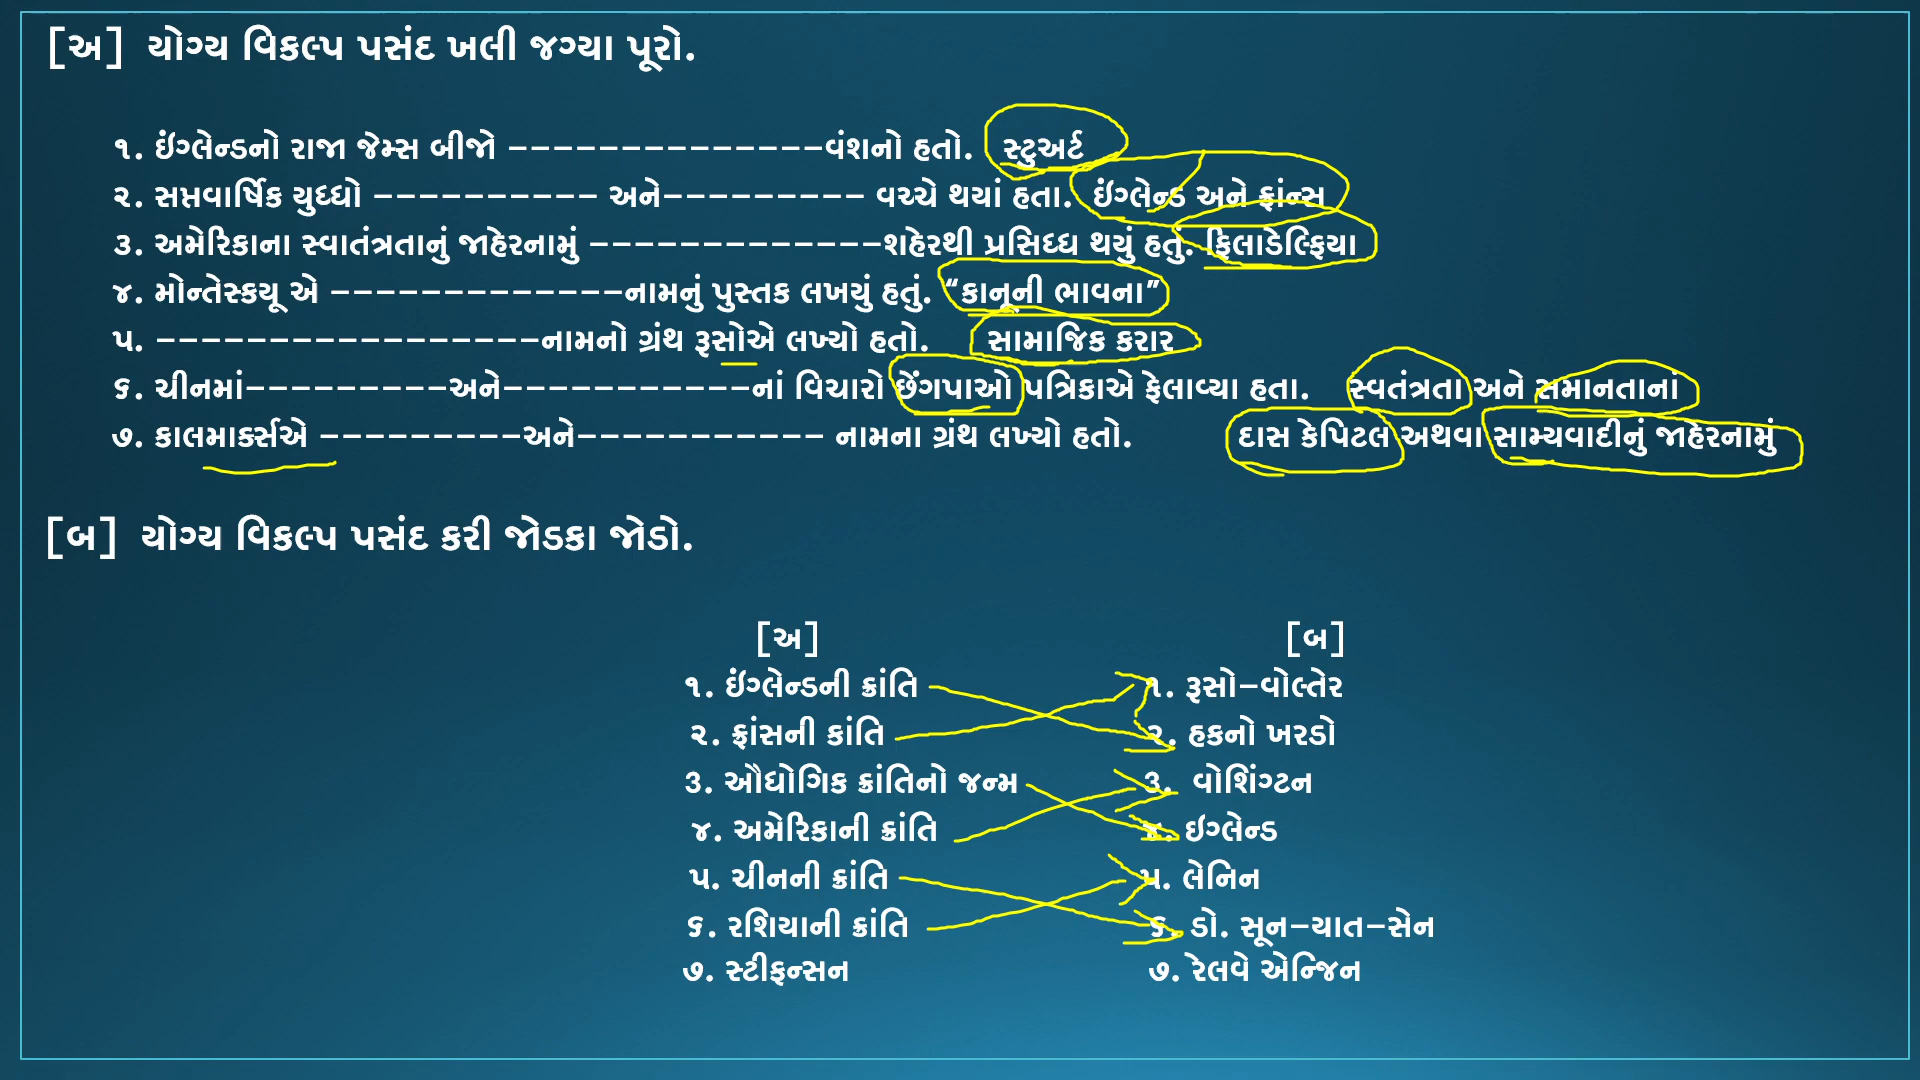 [અ] યોગ્ય વિકલ્પ પસંદ ખલી જગ્યા પૂરો.
૧. ઈંગ્લેન્ડનો રાજા જેમ્સ બીજો ---------------વંશનો હતો. સ્ટુઅર્ટ
૨. સપ્તવાર્ષિક યુધ્ધો ---------- અને--------- વચ્ચે થયાં હતા. ઈંગ્લેન્ડ અને ફ્રાંન્સ
૩. અમેરિકાના સ્વાતંત્રતાનું જાહેરનામું -------------શહેરથી પ્રસિધ્ધ થયું હતું. ફિલાડેલ્ફિયા
૪. મોન્તેસ્કયૂ એ -------------નામનું પુસ્તક લખયું હતું. “કાનૂની ભાવના”
૫. -----------------નામનો ગ્રંથ રૂસોએ લખ્યો હતો. સામાજિક કરાર
૬. ચીનમાં---------અને-----------નાં વિચારો છેંગપાઓ પત્રિકાએ ફેલાવ્યા હતા. સ્વતંત્રતા અને સમાનતાનાં
૭. કાલમાર્ક્સએ ---------અને----------- નામના ગ્રંથ લખ્યો હતો. દાસ કેપિટલ અથવા સામ્યવાદીનું જાહેરનામું
[બ] યોગ્ય વિકલ્પ પસંદ કરી જોડકા જોડો.
[અ] [બ]
૧. ઈંગ્લેન્ડની ક્રાંતિ ૧. રૂસો-વોલ્તેર
૨. ફ્રાંસની કાંતિ ૨. હકનો ખરડો
૩. ઔધોગિક ક્રાંતિનો જન્મ ૩. વોશિંગ્ટન
૪. અમેરિકાની ક્રાંતિ ૪. ઇગ્લેન્ડ
૫. ચીનની ક્રાંતિ ૫. લેનિન
૬. રશિયાની ક્રાંતિ ૬. ડો. સૂન-યાત-સેન
૭. સ્ટીફન્સન ૭. રેલવે એન્જિન